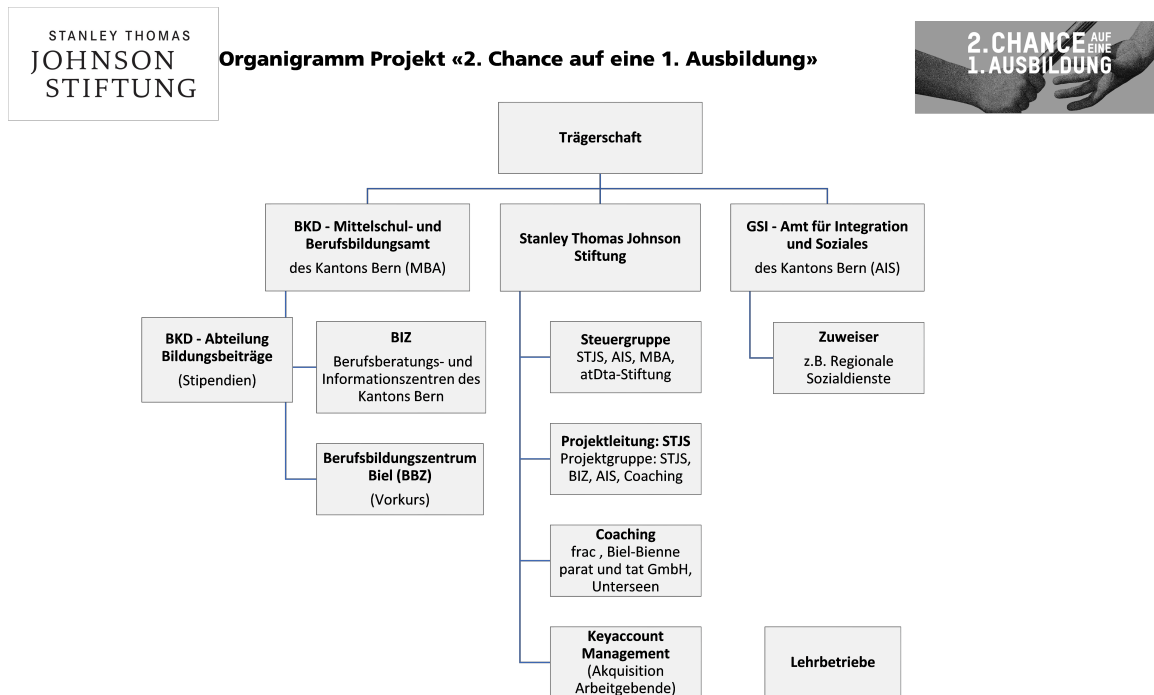 STANLEY THOMAS
JOHNSON
STIFTUNG
Organigramm Projekt «2. Chance auf eine 1. Ausbildung»
2. CHANCE AUF EINE
1. AUSBILDUNG
Trägerschaft
BKD - Mittelschul- und
Berufsbildungsamt
des Kantons Bern (MBA)
Stanley Thomas Johnson
Stiftung
GSI - Amt für Integration
und Soziales
des Kantons Bern (AIS)
BKD - Abteilung
Bildungsbeiträge
(Stipendien)
BIZ
Berufsberatungs- und
Informationszentren des
Kantons Bern
Steuergruppe
STJS, AIS, MBA,
atDta-Stiftung
Zuweiser
z.B. Regionale
Sozialdienste
Berufsbildungszentrum
Biel (BBZ)
(Vorkurs)
Projektleitung: STJS
Projektgruppe: STJS,
BIZ, AIS, Coaching
Coaching
frac , Biel-Bienne
parat und tat GmbH,
Unterseen
Keyaccount
Management
(Akquisition
Arbeitgebende)
Lehrbetriebe